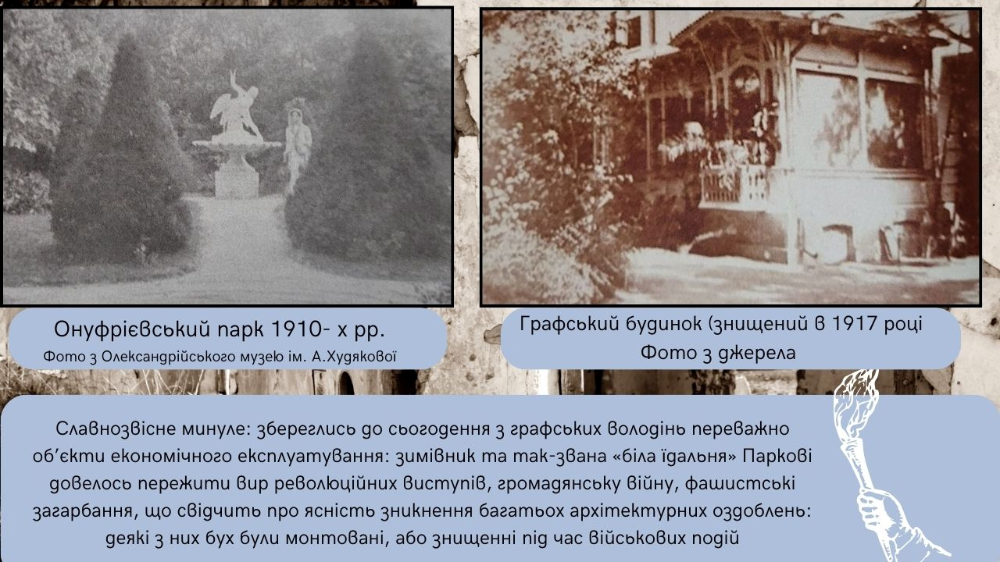 Онуфрієвський парк 1910- х рр.
Фото з Олександрійського музею ім. А.Худякової
Графський будинок (знищений в 1917 році
Фото з джерела
Славнозвісне минуле: збереглись до сьогодення з графських володінь переважно
об’єкти економічного експлуатування: зимівник та так-звана «біла їдальня» Паркові
довелось пережити вир революційних виступів, громадянську війну, фашистські
загарбання, що свідчить про ясність зникнення багатьох архітектурних оздоблень:
деякі з них бух були монтовані, або знищенні під час військових подій